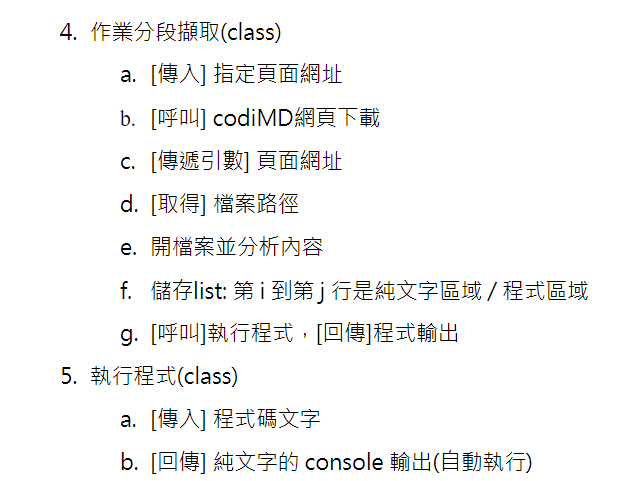 4. 作業分段擷取(class)
a. [傳入] 指定頁面網址
b. [呼叫] codiMD網頁下載
c. [傳遞引數] 頁面網址
d. [取得] 檔案路徑
e. 開檔案並分析內容
f. 儲存list: 第 i 到第 j 行是純文字區域 / 程式區域
g. [呼叫]執行程式，[回傳]程式輸出
5. 執行程式(class)
a. [傳入] 程式碼文字
b. [回傳] 純文字的 console 輸出(自動執行)